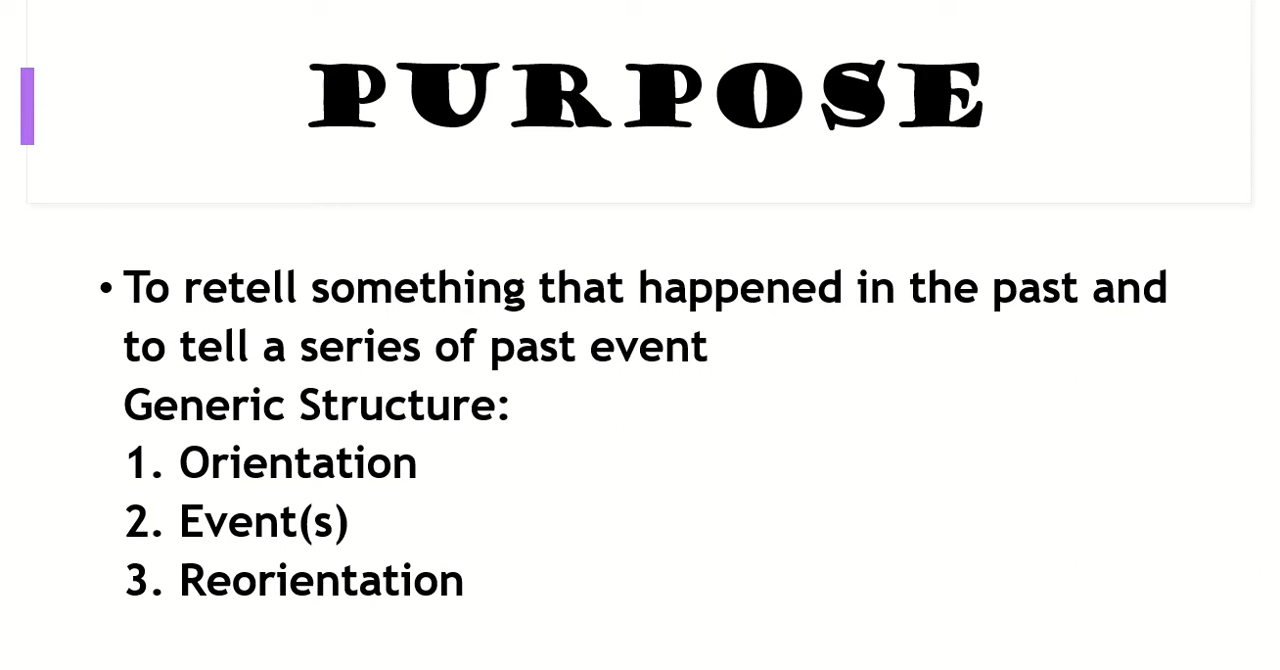 PURPOSE
• To retell something that happened in the past and
to tell a series of past event
Generic Structure:
1. Orientation
2. Event(s)
3. Reorientation